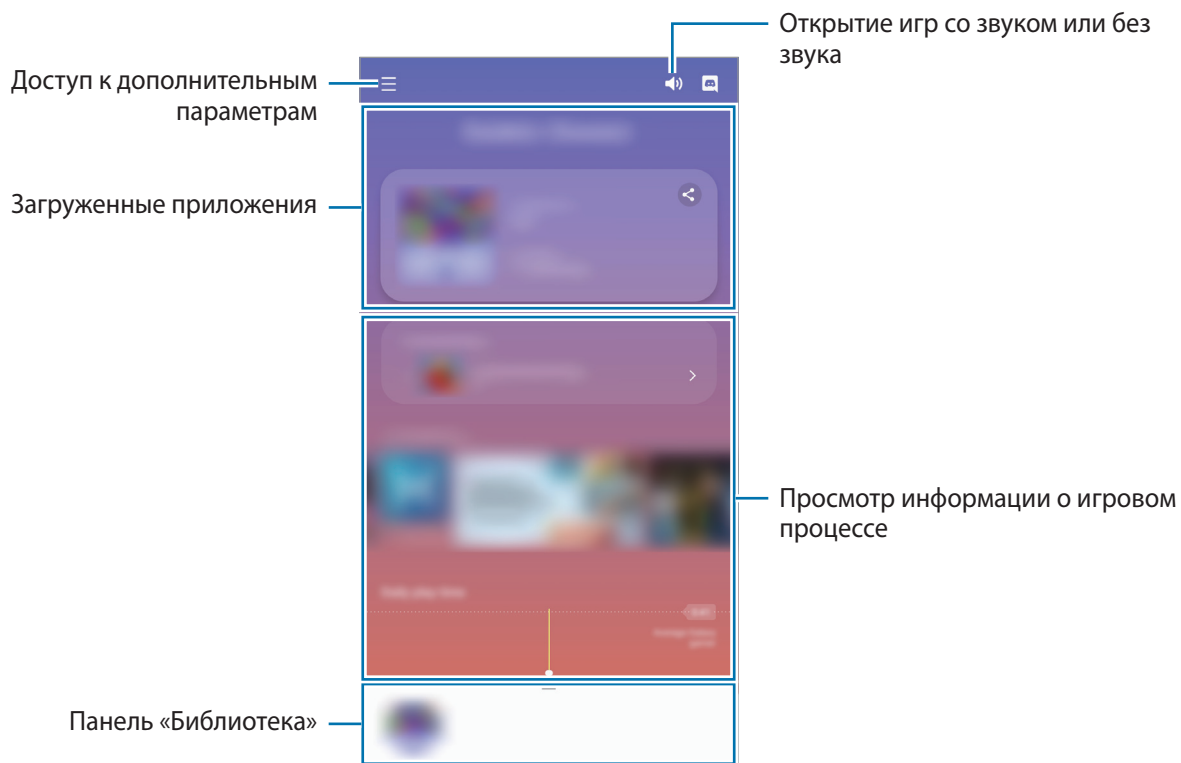 Открытие игр со звуком или без
звука
Доступ к дополнительным
параметрам
Загруженные приложения
Просмотр информации о игровом
процессе
Панель «Библиотека»